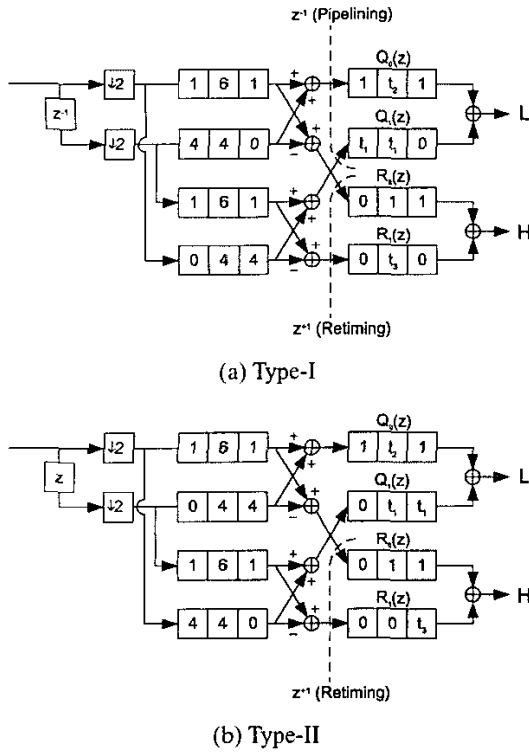 z⁻¹ (Pipelining)
Q₀(z)
↓2 1 6 1 + + 1 t₂ 1
L
z⁻¹
Q₁(z)
↓2 4 4 0 − + t₁ t₁ 0
R₀(z)
1 6 1 + + 0 1 1
H
R₁(z)
0 4 4 − + 0 t₃ 0
z⁺¹ (Retiming)
(a) Type-I
Q₀(z)
↓2 1 6 1 + + 1 t₂ 1
L
z
Q₁(z)
↓2 0 4 4 − + 0 t₁ t₁
R₀(z)
1 6 1 + + 0 1 1
H
R₁(z)
4 4 0 − + 0 0 t₃
z⁺¹ (Retiming)
(b) Type-II